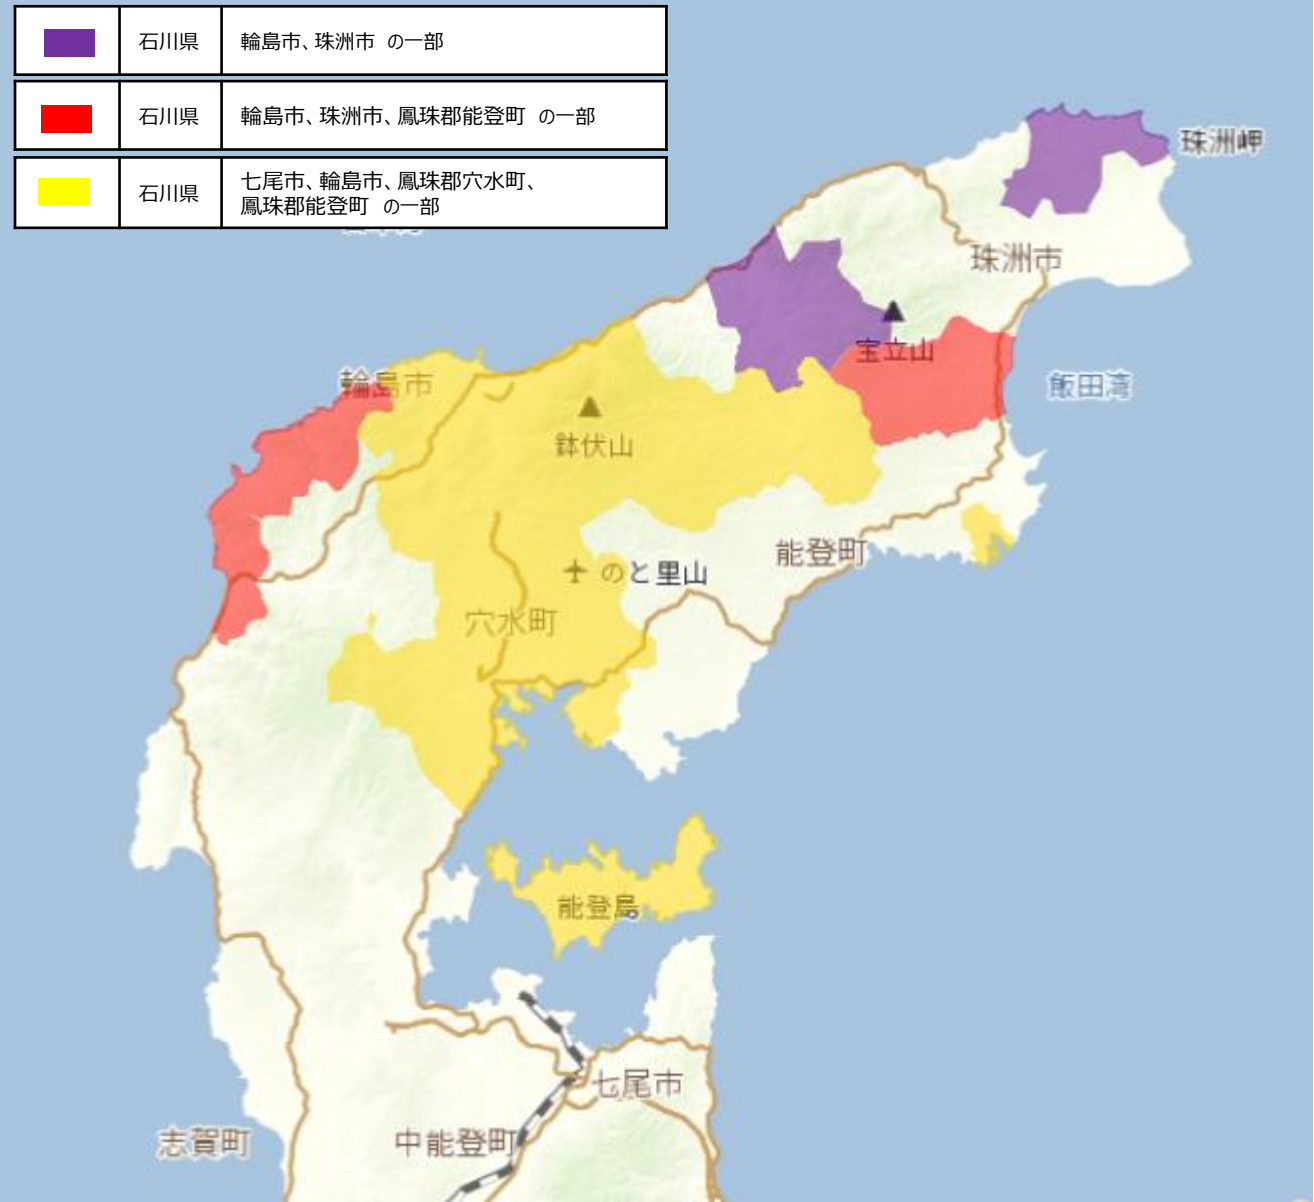 石川県 輪島市、珠洲市 の一部
石川県 輪島市、珠洲市、鳳珠郡能登町 の一部
石川県 七尾市、輪島市、鳳珠郡穴水町、
鳳珠郡能登町 の一部
珠洲岬
珠洲市
宝立山
輪島市
飯田湾
鉢伏山
能登町
のと里山
穴水町
能登島
七尾市
志賀町
中能登町